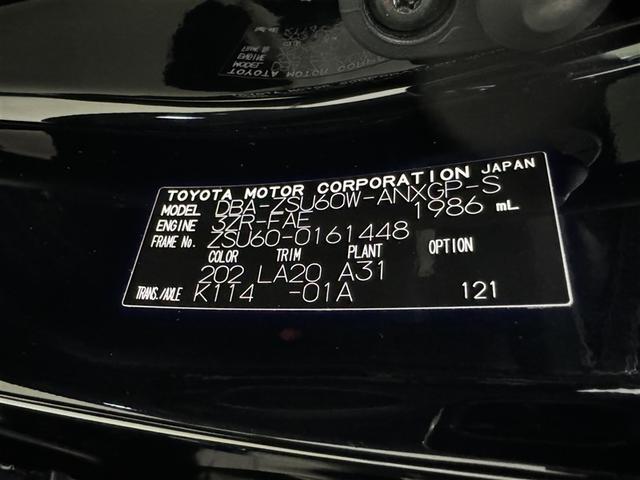 TOYOTA MOTOR CORPORATION JAPAN
MODEL DBA-ZSU60W-ANXGP-S
ENGINE 3ZR-FAE 1986 mL
FRAME No. ZSU60-0161448
COLOR TRIM PLANT OPTION
202 LA20 A31
TRANS./AXLE K114 -01A 121